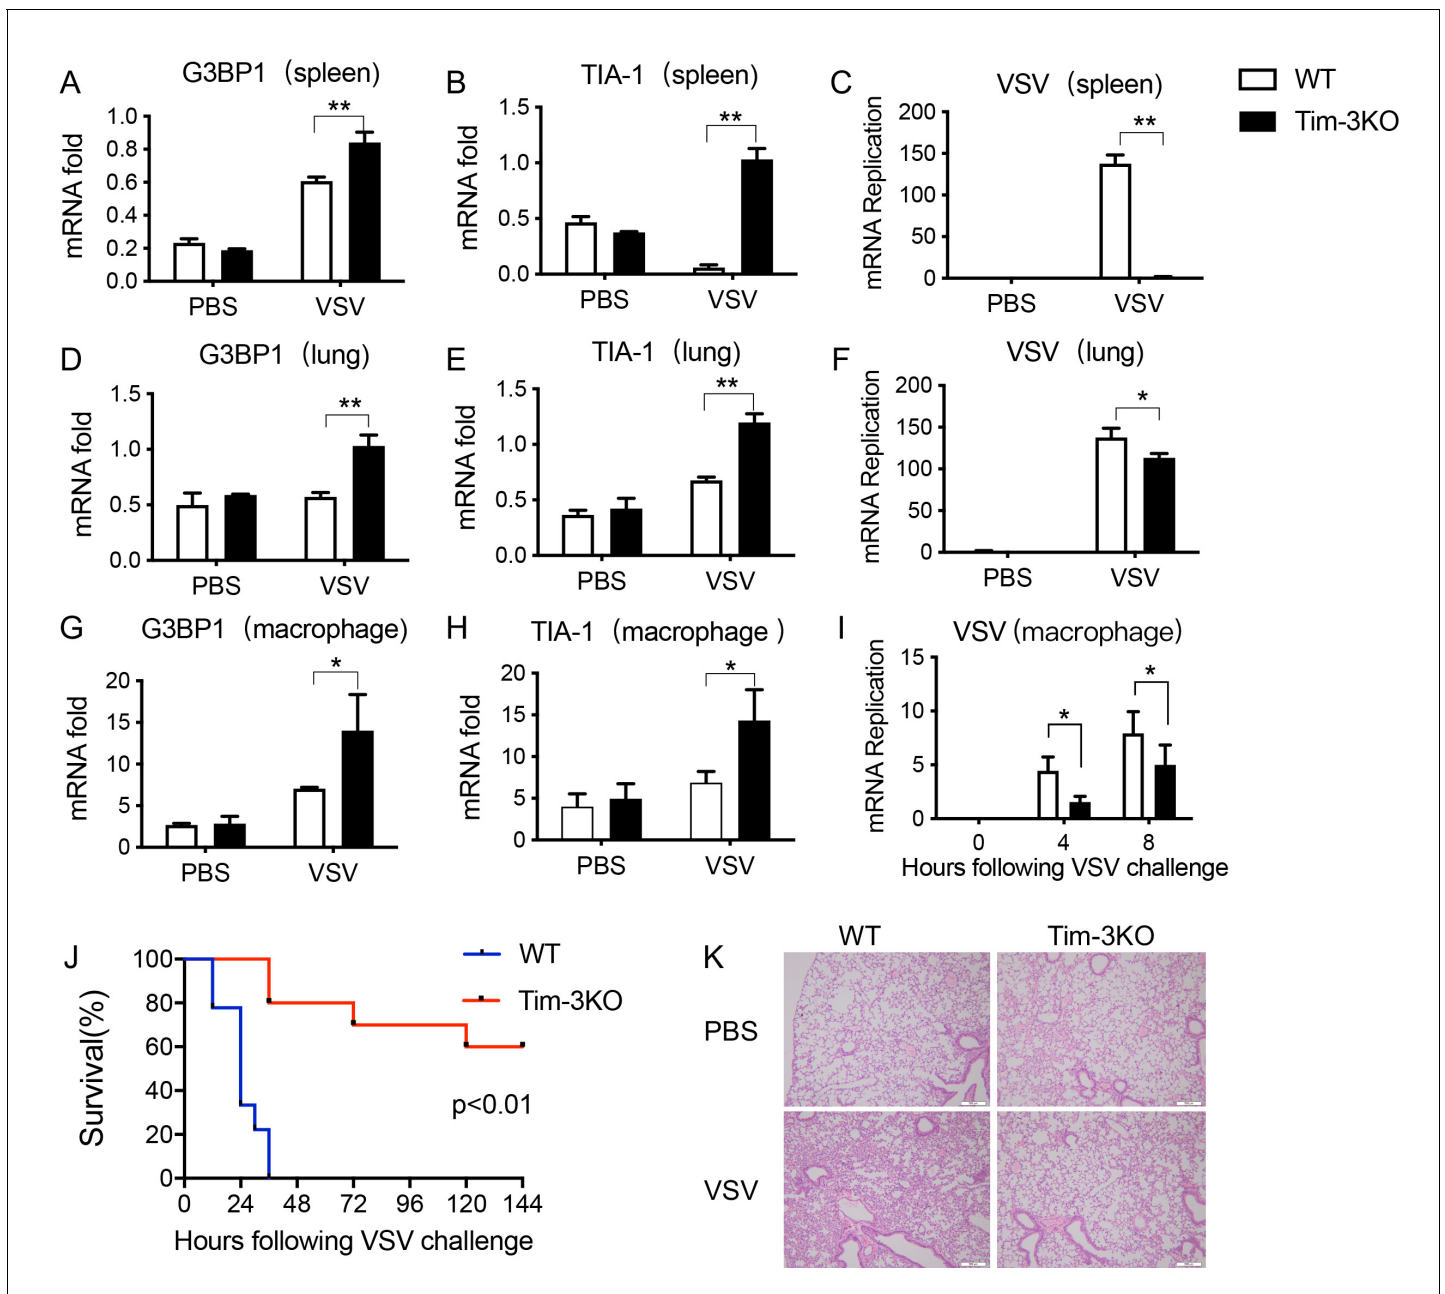 A G3BP1 (spleen)
mRNA fold
1.0
0.8
0.6
0.4
0.2
0.0
**
PBS VSV
B TIA-1 (spleen)
mRNA fold
1.5
1.0
0.5
0.0
**
PBS VSV
C VSV (spleen)
mRNA Replication
200
150
100
50
0
**
PBS VSV
WT
Tim-3KO
D G3BP1 (lung)
mRNA fold
1.5
1.0
0.5
0.0
**
PBS VSV
E TIA-1 (lung)
mRNA fold
1.5
1.0
0.5
0.0
**
PBS VSV
F VSV (lung)
mRNA Replication
200
150
100
50
0
*
PBS VSV
G G3BP1 (macrophage)
mRNA fold
20
15
10
5
0
*
PBS VSV
H TIA-1 (macrophage )
mRNA fold
20
15
10
5
0
*
PBS VSV
I VSV (macrophage)
mRNA Replication
15
10
5
0
*
*
0 4 8
Hours following VSV challenge
J
Survival(%)
100
80
60
40
20
0
WT
Tim-3KO
p<0.01
0 24 48 72 96 120 144
Hours following VSV challenge
K WT Tim-3KO
PBS
VSV